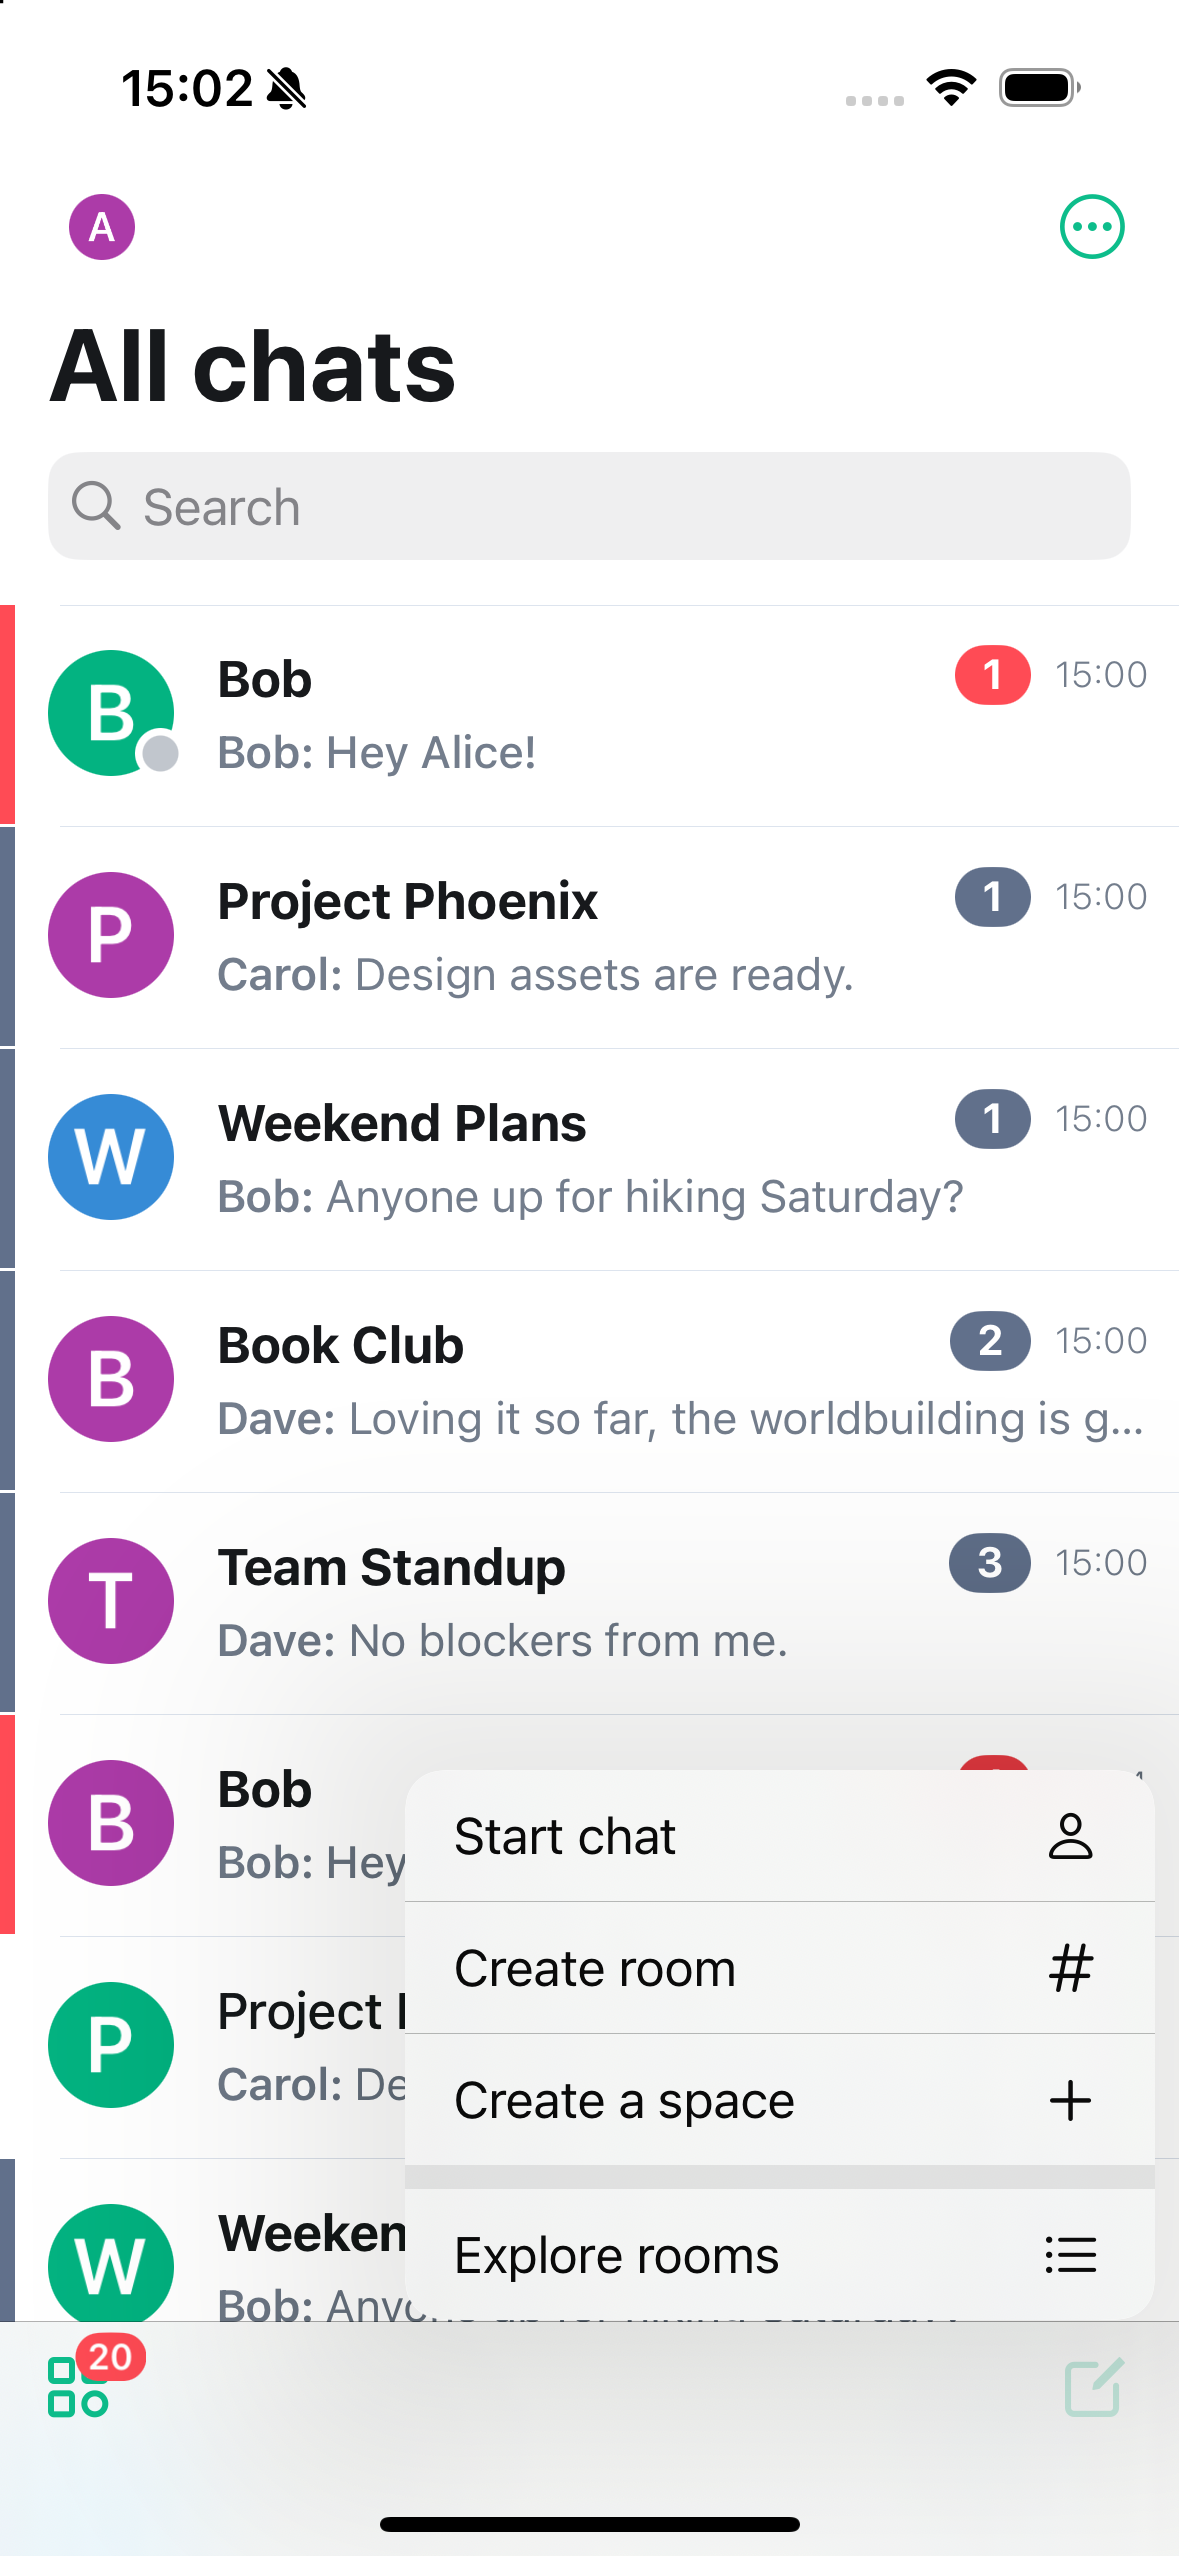 15:02
A
All chats
Search
B
Bob
1
15:00
Bob: Hey Alice!
P
Project Phoenix
1
15:00
Carol: Design assets are ready.
W
Weekend Plans
1
15:00
Bob: Anyone up for hiking Saturday?
B
Book Club
2
15:00
Dave: Loving it so far, the worldbuilding is g...
T
Team Standup
3
15:00
Dave: No blockers from me.
B
Bob
Bob: Hey
P
Project
Carol: De
W
Weeken
Bob:
Start chat
Create room
Create a space
Explore rooms
20